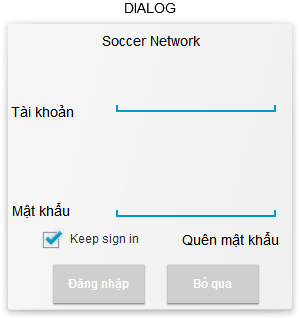 DIALOG
Soccer Network
Tài khoản
Mật khẩu
Keep sign in
Quên mật khẩu
Đăng nhập
Bỏ qua